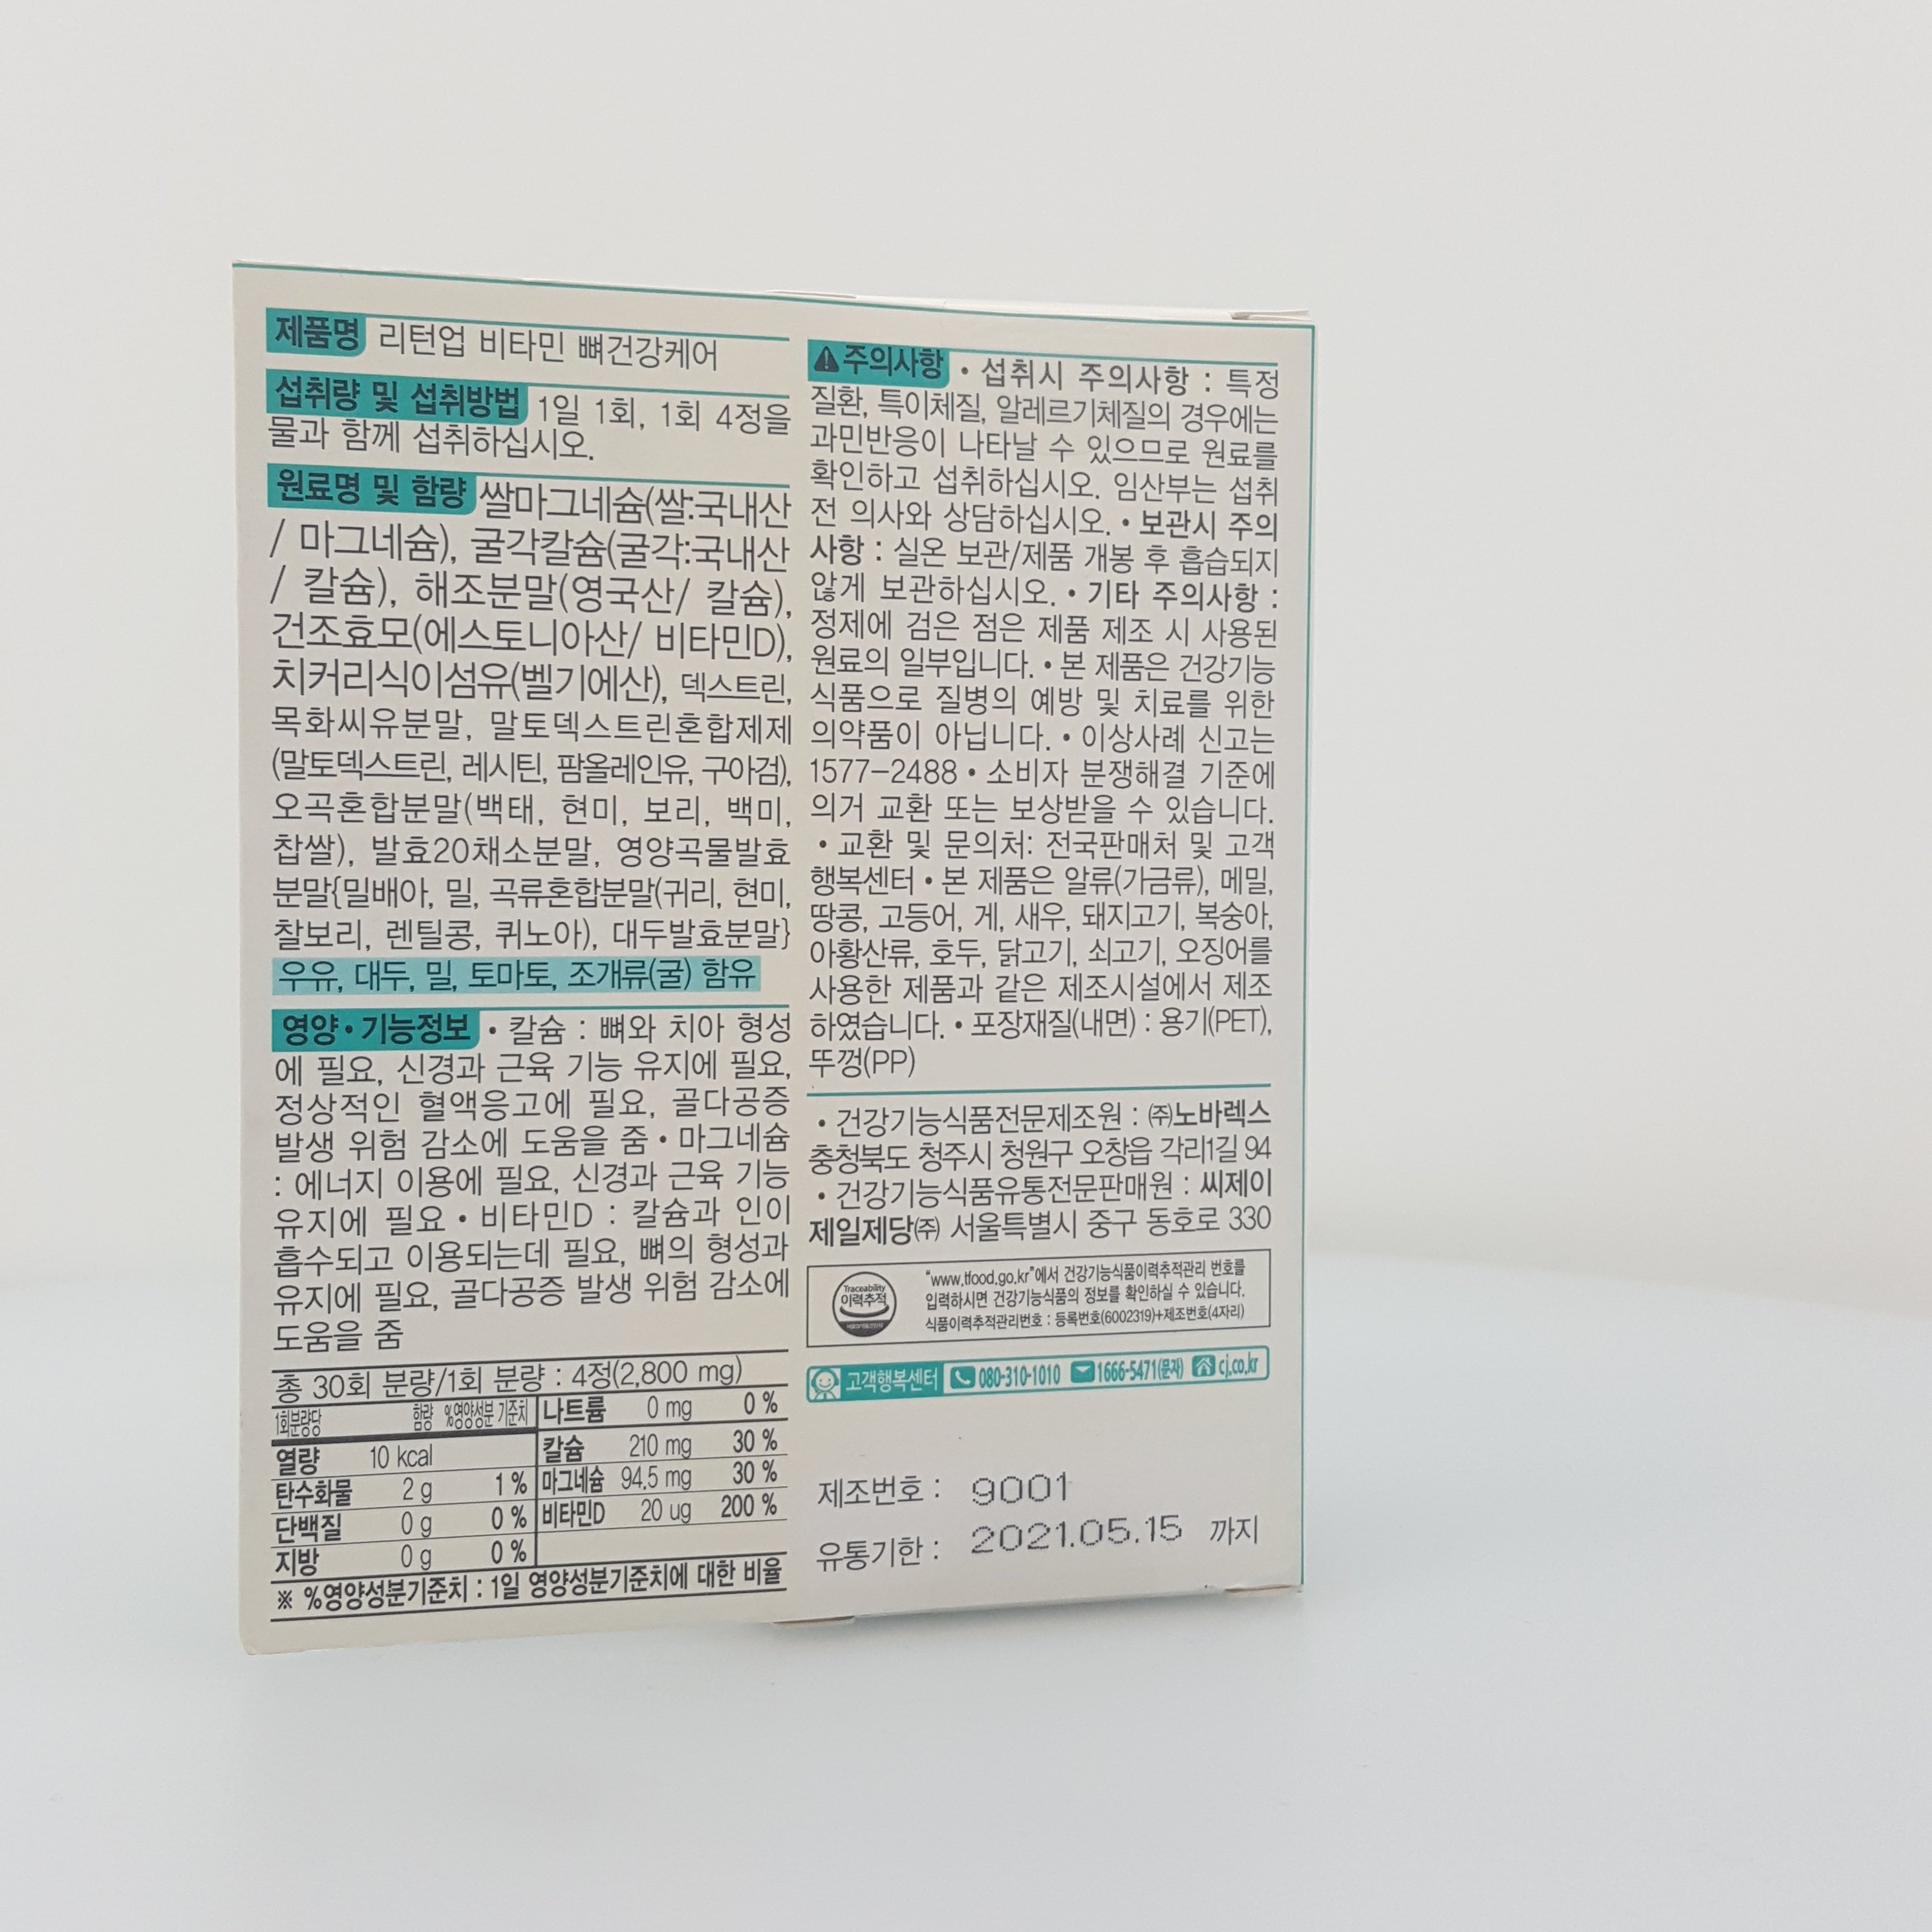 제품명 리턴업 비타민 뼈건강케어
섭취량 및 섭취방법 1일 1회, 1회 4정을
물과 함께 섭취하십시오.
원료명 및 함량 쌀마그네슘(쌀:국내산
/ 마그네슘), 굴각칼슘(굴각:국내산
/ 칼슘), 해조분말(영국산/ 칼슘),
건조효모(에스토니아산/ 비타민D),
치커리식이섬유(벨기에산), 덱스트린,
목화씨유분말, 말토덱스트린혼합제제
(말토덱스트린, 레시틴, 팜올레인유, 구아검),
오곡혼합분말(백태, 현미, 보리, 백미,
찹쌀), 발효20채소분말, 영양곡물발효
분말{밀배아, 밀, 곡류혼합분말(귀리, 현미,
찰보리, 렌틸콩, 퀴노아), 대두발효분말}
우유, 대두, 밀, 토마토, 조개류(굴) 함유
영양•기능정보 • 칼슘 : 뼈와 치아 형성
에 필요, 신경과 근육 기능 유지에 필요,
정상적인 혈액응고에 필요, 골다공증
발생 위험 감소에 도움을 줌 • 마그네슘
: 에너지 이용에 필요, 신경과 근육 기능
유지에 필요 • 비타민D : 칼슘과 인이
흡수되고 이용되는데 필요, 뼈의 형성과
유지에 필요, 골다공증 발생 위험 감소에
도움을 줌
총 30회 분량/1회 분량 : 4정(2,800 mg)
1회분량당 함량 %영양성분 기준치
열량 10 kcal
탄수화물 2 g 1 %
단백질 0 g 0 %
지방 0 g 0 %
나트륨 0 mg 0 %
칼슘 210 mg 30 %
마그네슘 94.5 mg 30 %
비타민D 20 ug 200 %
※ %영양성분기준치 : 1일 영양성분기준치에 대한 비율
주의사항 • 섭취시 주의사항 : 특정
질환, 특이체질, 알레르기체질의 경우에는
과민반응이 나타날 수 있으므로 원료를
확인하고 섭취하십시오. 임산부는 섭취
전 의사와 상담하십시오. • 보관시 주의
사항 : 실온 보관/제품 개봉 후 흡습되지
않게 보관하십시오. • 기타 주의사항 :
정제에 검은 점은 제품 제조 시 사용된
원료의 일부입니다. • 본 제품은 건강기능
식품으로 질병의 예방 및 치료를 위한
의약품이 아닙니다. • 이상사례 신고는
1577-2488 • 소비자 분쟁해결 기준에
의거 교환 또는 보상받을 수 있습니다.
• 교환 및 문의처: 전국판매처 및 고객
행복센터 • 본 제품은 알류(가금류), 메밀,
땅콩, 고등어, 게, 새우, 돼지고기, 복숭아,
아황산류, 호두, 닭고기, 쇠고기, 오징어를
사용한 제품과 같은 제조시설에서 제조
하였습니다. • 포장재질(내면) : 용기(PET),
뚜껑(PP)
• 건강기능식품전문제조원 : ㈜노바렉스
충청북도 청주시 청원구 오창읍 각리1길 94
• 건강기능식품유통전문판매원 : 씨제이
제일제당㈜ 서울특별시 중구 동호로 330
Traceability
이력추적
"www.tfood.go.kr"에서 건강기능식품이력추적관리 번호를
입력하시면 건강기능식품의 정보를 확인하실 수 있습니다.
식품이력추적관리번호 : 등록번호(6002319)+제조번호(4자리)
고객행복센터 080-310-1010 1666-5471(문자) cj.co.kr
제조번호 : 9001
유통기한 : 2021.05.15 까지